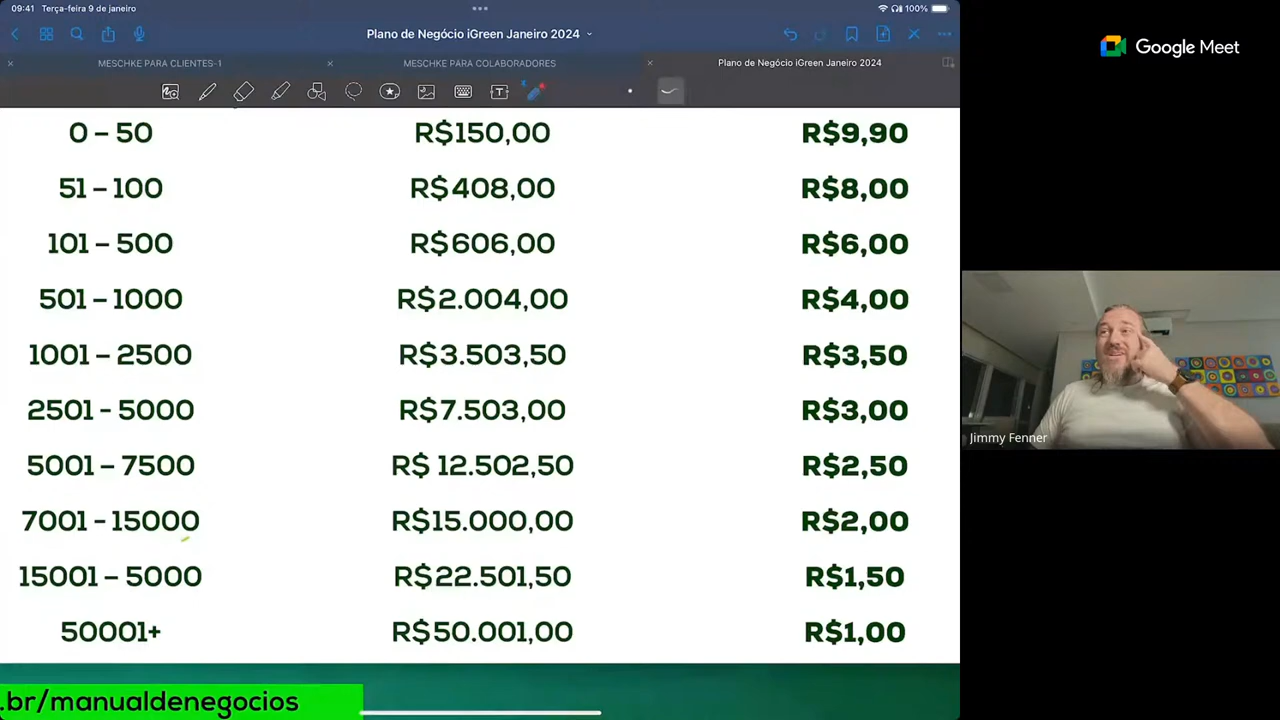 09:41 Terça-feira 9 de janeiro
100%
Plano de Negócio iGreen Janeiro 2024
MESCHKE PARA CLIENTES-1
MESCHKE PARA COLABORADORES
Plano de Negócio iGreen Janeiro 2024
0 – 50 R$150,00 R$9,90
51 – 100 R$408,00 R$8,00
101 – 500 R$606,00 R$6,00
501 – 1000 R$2.004,00 R$4,00
1001 – 2500 R$3.503,50 R$3,50
2501 - 5000 R$7.503,00 R$3,00
5001 – 7500 R$ 12.502,50 R$2,50
7001 - 15000 R$15.000,00 R$2,00
15001 – 5000 R$22.501,50 R$1,50
50001+ R$50.001,00 R$1,00
.br/manualdenegocios
Google Meet
Jimmy Fenner